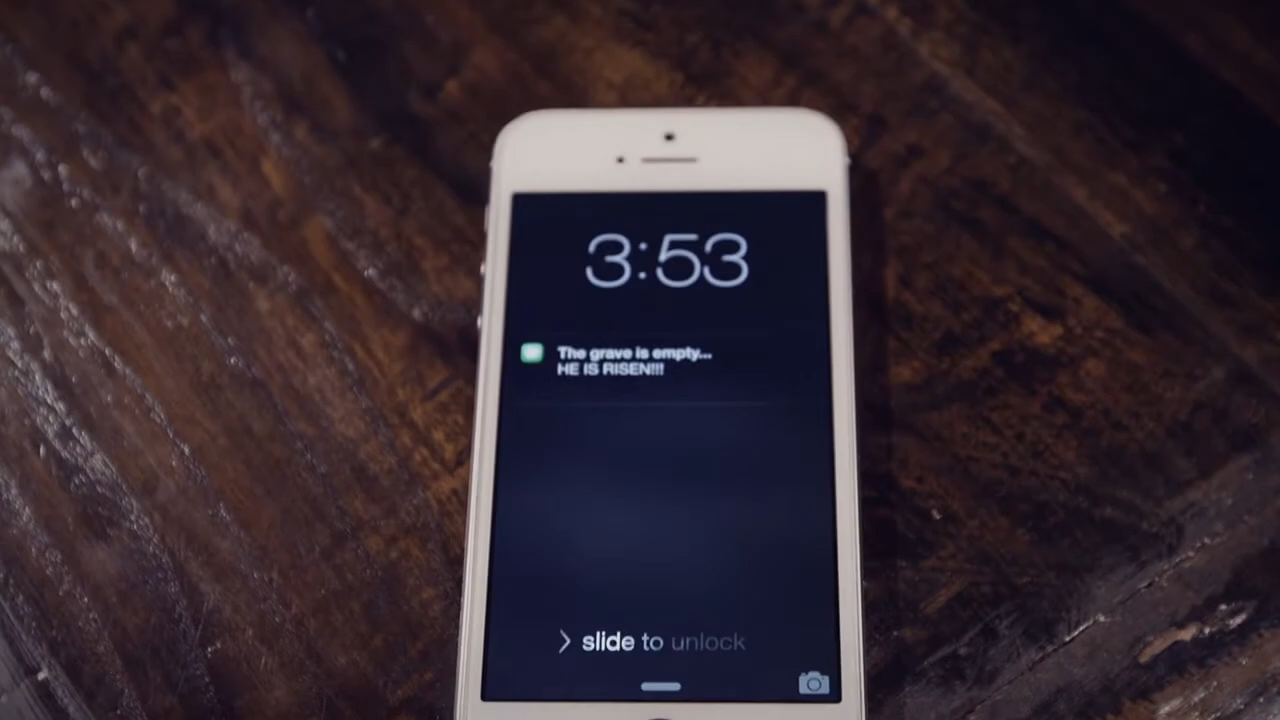 3:53
The grave is empty...
HE IS RISEN!!!
slide to unlock